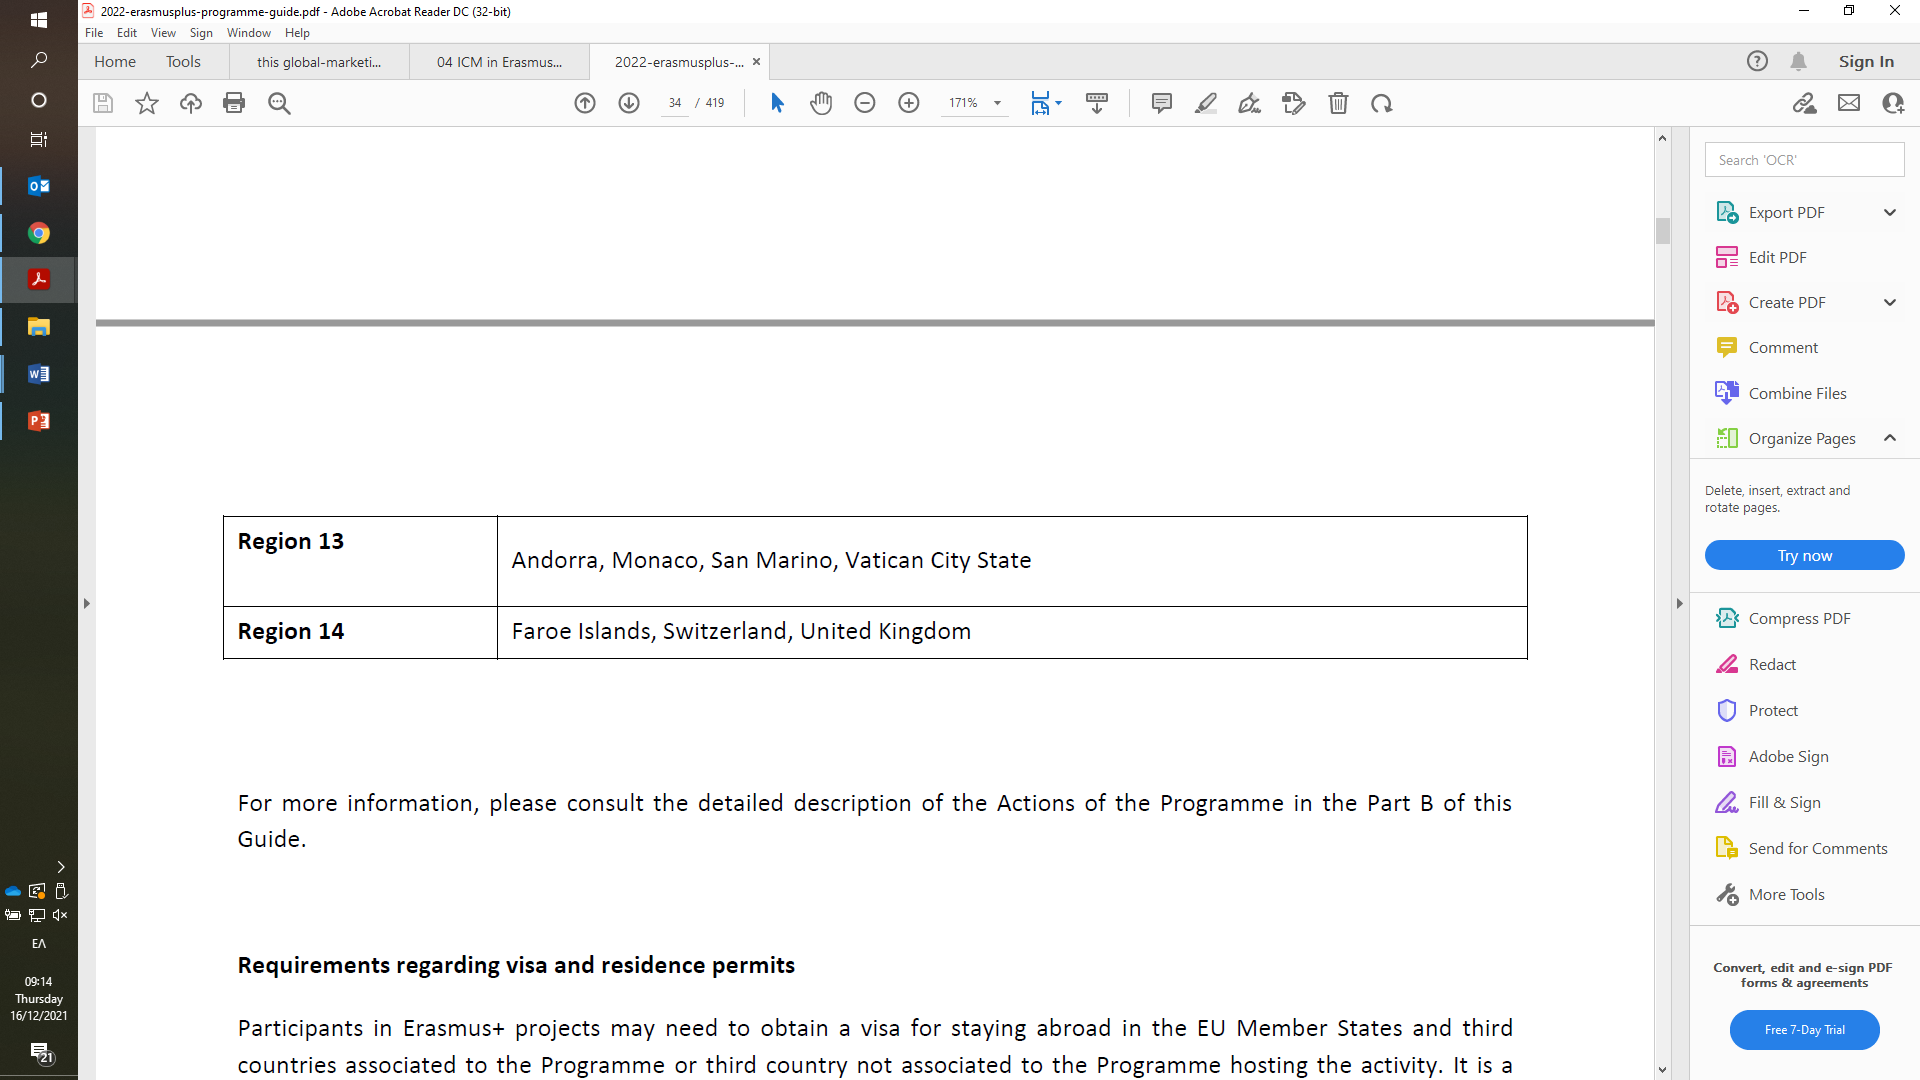 2022-erasmusplus-programme-guide.pdf - Adobe Acrobat Reader DC (32-bit)
File Edit View Sign Window Help
Home Tools this global-marketi... 04 ICM in Erasmus... 2022-erasmusplus-... × Sign In
34 / 419 171%
Search 'OCR'
Export PDF
Edit PDF
Create PDF
Comment
Combine Files
Organize Pages
Delete, insert, extract and
rotate pages.
Try now
Compress PDF
Redact
Protect
Adobe Sign
Fill & Sign
Send for Comments
More Tools
Convert, edit and e-sign PDF
forms & agreements
Free 7-Day Trial
Region 13
Andorra, Monaco, San Marino, Vatican City State
Region 14 Faroe Islands, Switzerland, United Kingdom
For more information, please consult the detailed description of the Actions of the Programme in the Part B of this
Guide.
Requirements regarding visa and residence permits
Participants in Erasmus+ projects may need to obtain a visa for staying abroad in the EU Member States and third
countries associated to the Programme or third country not associated to the Programme hosting the activity. It is a
ΕΛ
09:14
Thursday
16/12/2021
21